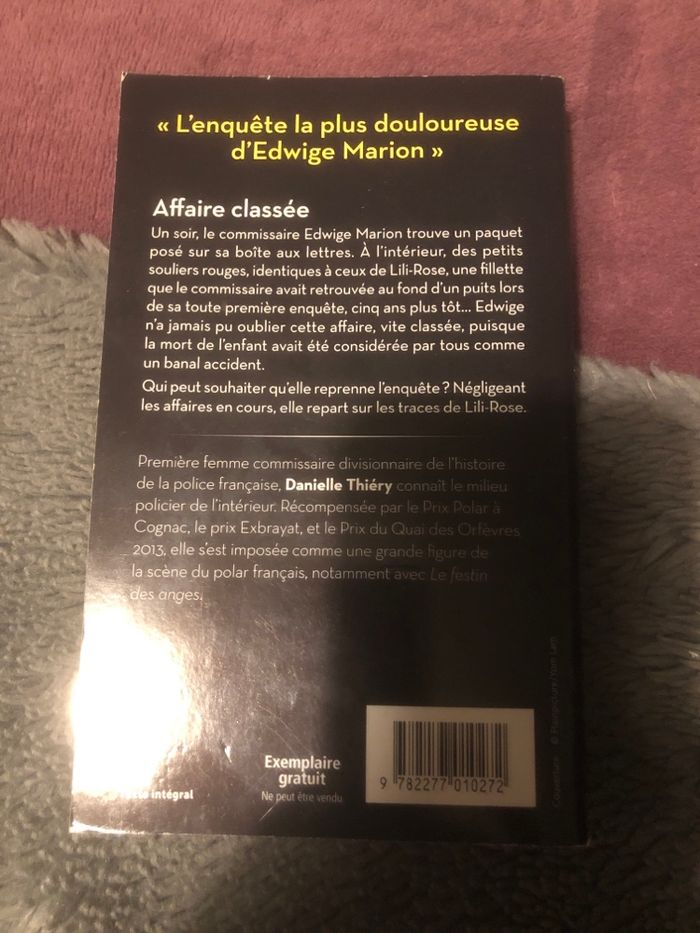 « L'enquête la plus douloureuse
d'Edwige Marion »
Affaire classée
Un soir, le commissaire Edwige Marion trouve un paquet
posé sur sa boîte aux lettres. À l'intérieur, des petits
souliers rouges, identiques à ceux de Lili-Rose, une fillette
que le commissaire avait retrouvée au fond d'un puits lors
de sa toute première enquête, cinq ans plus tôt... Edwige
n'a jamais pu oublier cette affaire, vite classée, puisque
la mort de l'enfant avait été considérée par tous comme
un banal accident.
Qui peut souhaiter qu'elle reprenne l'enquête ? Négligeant
les affaires en cours, elle repart sur les traces de Lili-Rose.
Première femme commissaire divisionnaire de l'histoire
de la police française, Danielle Thiéry connaît le milieu
policier de l'intérieur. Récompensée par le Prix Polar à
Cognac, le prix Exbrayat, et le Prix du Quai des Orfèvres
2013, elle s'est imposée comme une grande figure de
la scène du polar français, notamment avec Le festin
des anges.
Couverture : © Plainpicture/Yom Lam
intégral
Exemplaire
gratuit
Ne peut être vendu
9 782277 010272